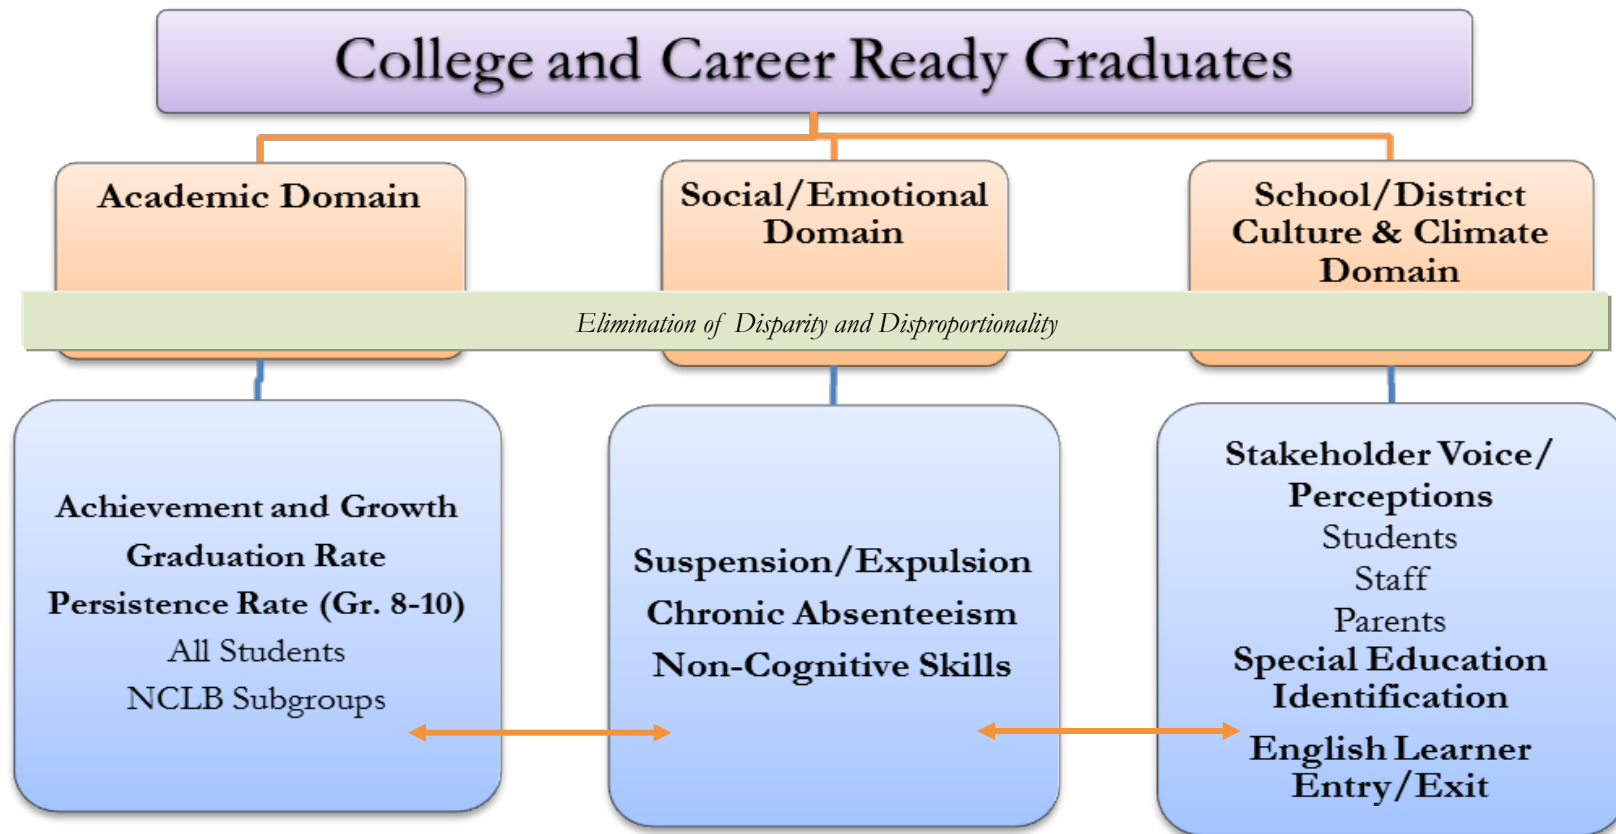 College and Career Ready Graduates
Academic Domain
Social/Emotional
Domain
School/District
Culture & Climate
Domain
Elimination of Disparity and Disproportionality
Achievement and Growth
Graduation Rate
Persistence Rate (Gr. 8-10)
All Students
NCLB Subgroups
Suspension/Expulsion
Chronic Absenteeism
Non-Cognitive Skills
Stakeholder Voice/
Perceptions
Students
Staff
Parents
Special Education
Identification
English Learner
Entry/Exit